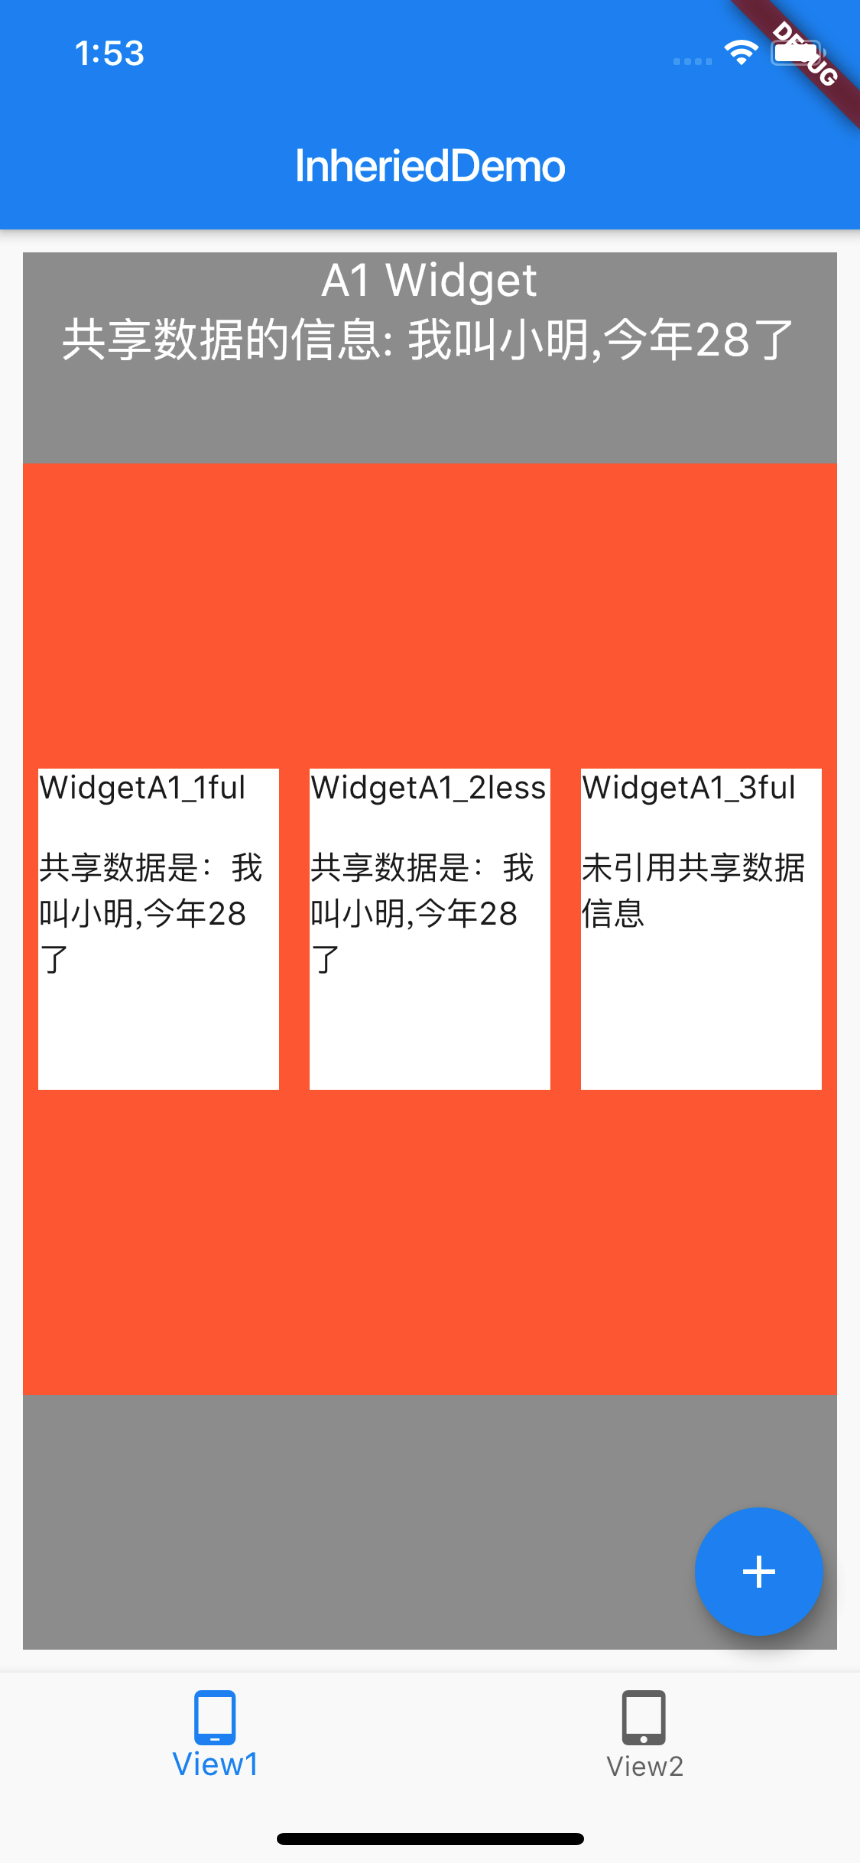 1:53
DEBUG
InheriedDemo
A1 Widget
共享数据的信息: 我叫小明,今年28了
WidgetA1_1ful
共享数据是：我
叫小明,今年28
了
WidgetA1_2less
共享数据是：我
叫小明,今年28
了
WidgetA1_3ful
未引用共享数据
信息
View1
View2